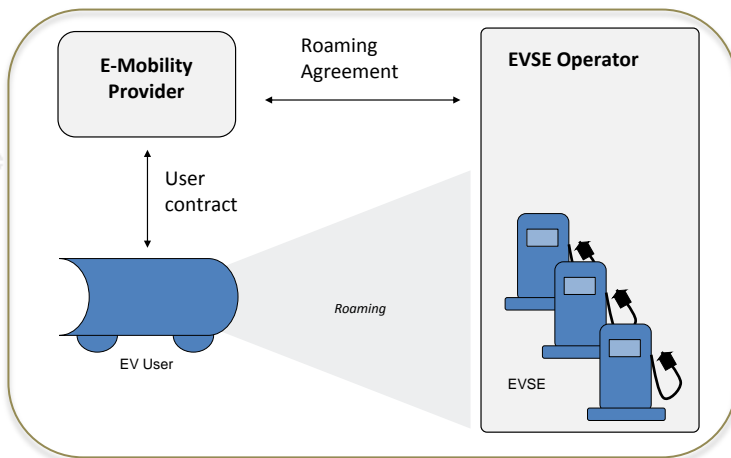 E-Mobility
Provider
Roaming
Agreement
EVSE Operator
User
contract
Roaming
EV User
EVSE